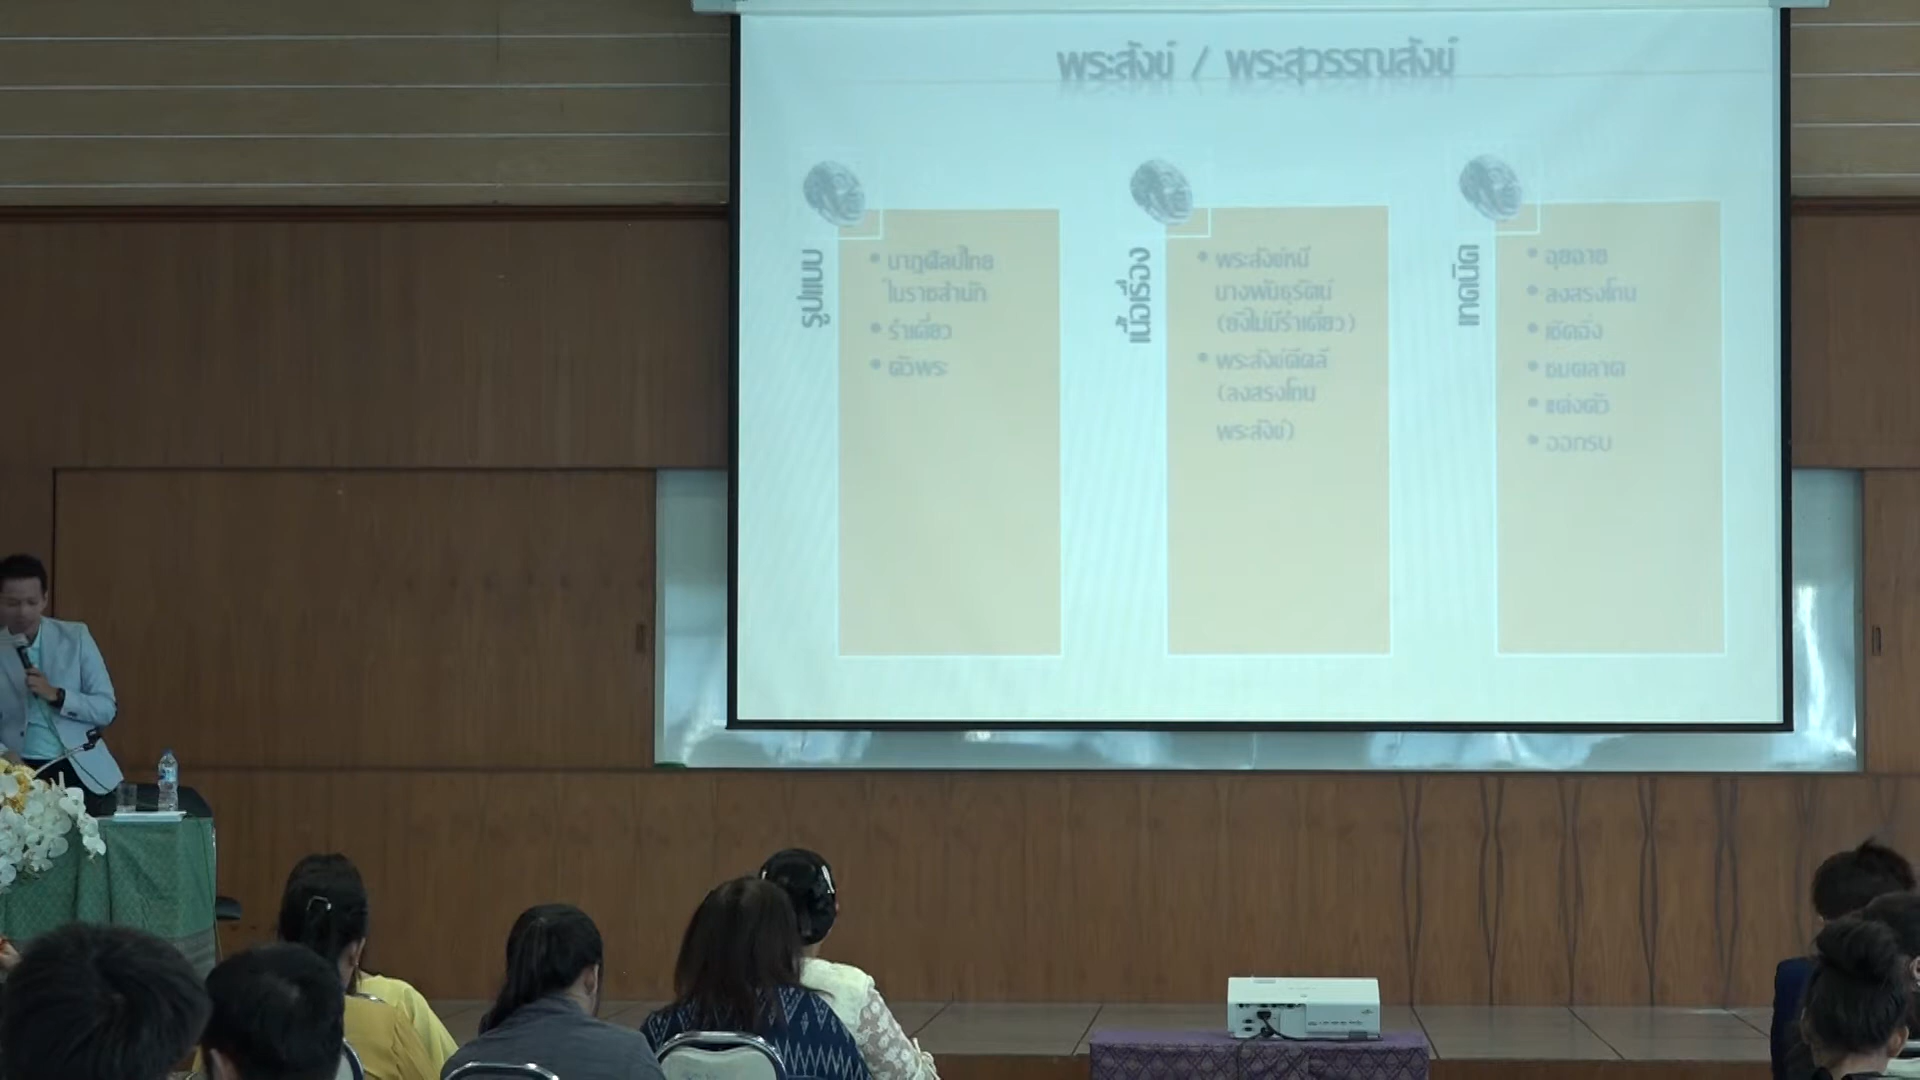 พระสังข์ / พระสุวรรณสังข์
รูปแบบ
• นาฏศิลป์ไทย
ในราชสำนัก
• รำเดี่ยว
• ตัวพระ
เนื้อเรื่อง
• พระสังข์หนี
นางพันธุรัตน์
(ยังไม่มีรำเดี่ยว)
• พระสังข์ตีคลี
(ลงสรงโทน
พระสังข์)
เทคนิค
• ฉุยฉาย
• ลงสรงโทน
• เชิดฉิ่ง
• ชมตลาด
• แต่งตัว
• ออกรบ